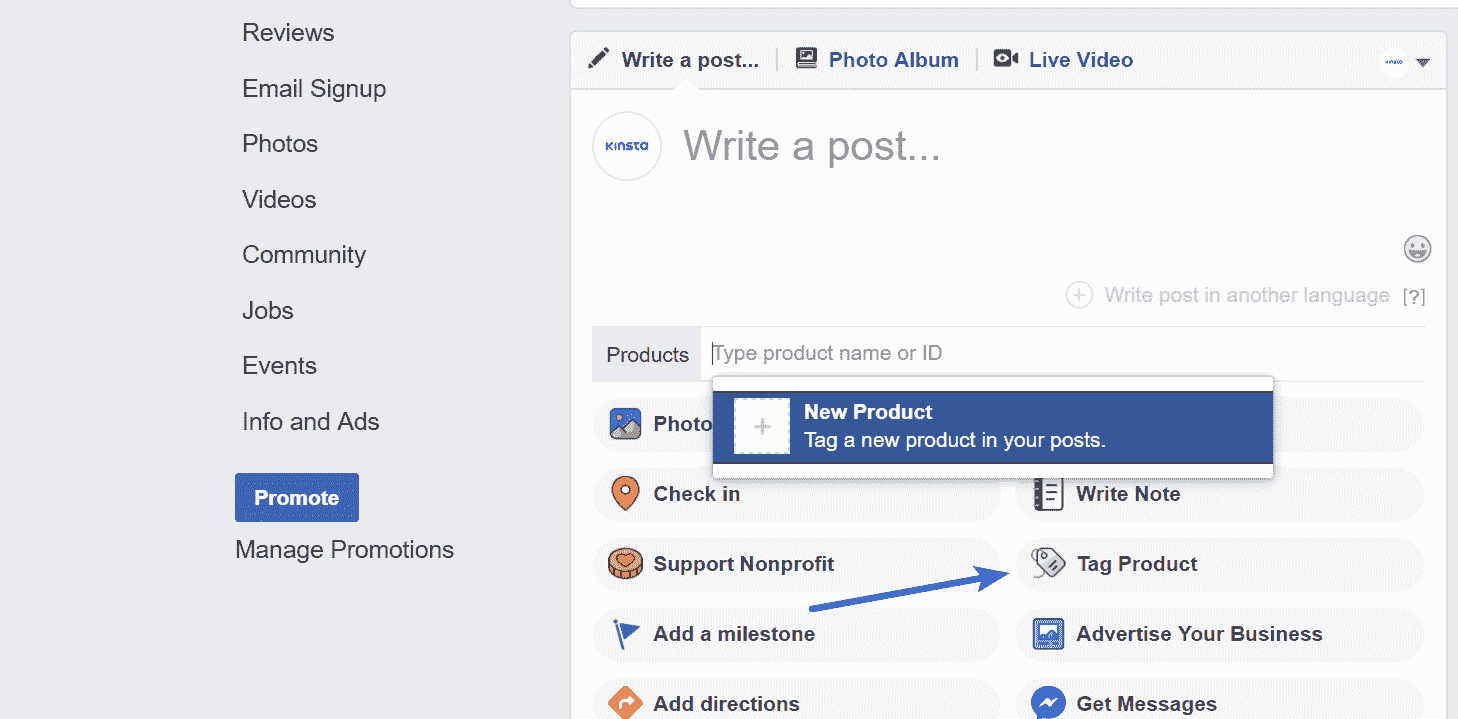 Reviews
Email Signup
Photos
Videos
Community
Jobs
Events
Info and Ads
Promote
Manage Promotions
Write a post...
Photo Album
Live Video
KINSTA
KINSTA
Write a post...
Write post in another language [?]
Products
Type product name or ID
New Product
Tag a new product in your posts.
Photo
Check in
Write Note
Support Nonprofit
Tag Product
Add a milestone
Advertise Your Business
Add directions
Get Messages